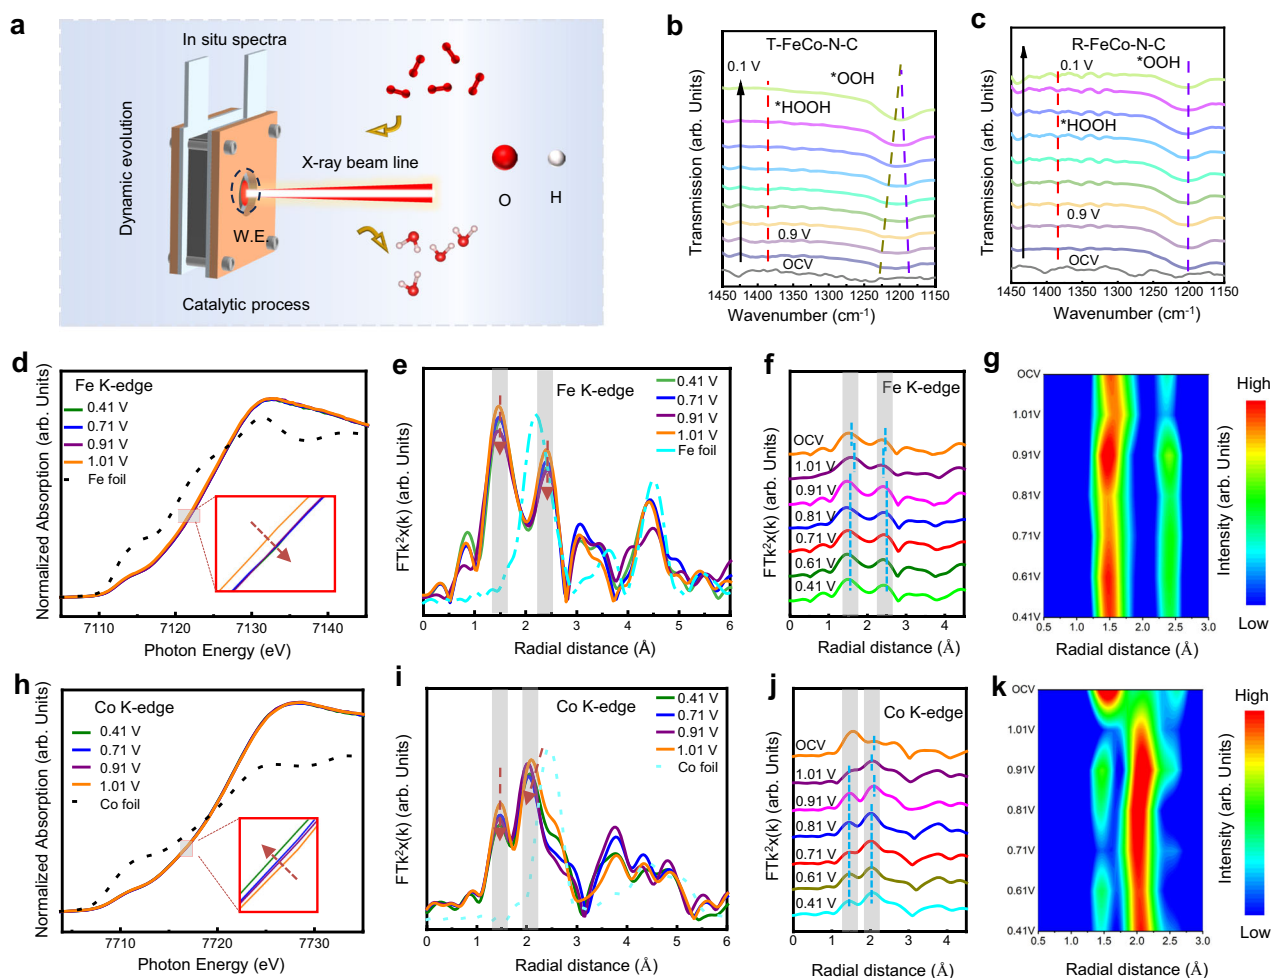 a
In situ spectra
Dynamic evolution
X-ray beam line
W.E.
O
H
Catalytic process
b
T-FeCo-N-C
Transmission (arb. Units)
0.1 V
*OOH
*HOOH
0.9 V
OCV
1450 1400 1350 1300 1250 1200 1150
Wavenumber (cm⁻¹)
c
R-FeCo-N-C
Transmission (arb. Units)
0.1 V
*OOH
*HOOH
0.9 V
OCV
1450 1400 1350 1300 1250 1200 1150
Wavenumber (cm⁻¹)
d
Fe K-edge
0.41 V
0.71 V
0.91 V
1.01 V
Fe foil
Normalized Absorption (arb. Units)
7110 7120 7130 7140
Photon Energy (eV)
e
Fe K-edge
0.41 V
0.71 V
0.91 V
1.01 V
Fe foil
FTk²x(k) (arb. Units)
0 1 2 3 4 5 6
Radial distance (Å)
f
Fe K-edge
OCV
1.01 V
0.91 V
0.81 V
0.71 V
0.61 V
0.41 V
FTk²x(k) (arb. Units)
0 1 2 3 4
Radial distance (Å)
g
OCV
1.01V
0.91V
0.81V
0.71V
0.61V
0.41V
0.5 1.0 1.5 2.0 2.5 3.0
Radial distance (Å)
High
Intensity (arb. Units)
Low
h
Co K-edge
0.41 V
0.71 V
0.91 V
1.01 V
Co foil
Normalized Absorption (arb. Units)
7710 7720 7730
Photon Energy (eV)
i
Co K-edge
0.41 V
0.71 V
0.91 V
1.01 V
Co foil
FTk²x(k) (arb. Units)
0 1 2 3 4 5 6
Radial distance (Å)
j
Co K-edge
OCV
1.01 V
0.91 V
0.81 V
0.71 V
0.61 V
0.41 V
FTk²x(k) (arb. Units)
0 1 2 3 4
Radial distance (Å)
k
OCV
1.01V
0.91V
0.81V
0.71V
0.61V
0.41V
0.5 1.0 1.5 2.0 2.5 3.0
Radial distance (Å)
High
Intensity (arb. Units)
Low